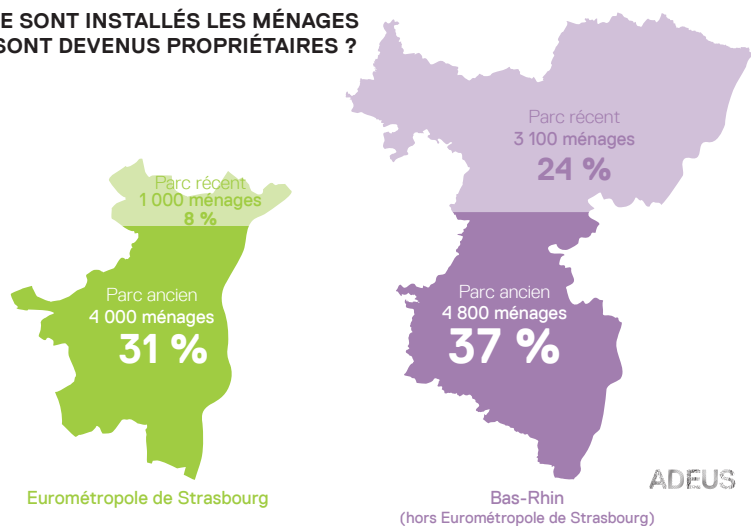 E SONT INSTALLÉS LES MÉNAGES
SONT DEVENUS PROPRIÉTAIRES ?
Parc récent
1 000 ménages
8 %
Parc ancien
4 000 ménages
31 %
Eurométropole de Strasbourg
Parc récent
3 100 ménages
24 %
Parc ancien
4 800 ménages
37 %
Bas-Rhin
(hors Eurométropole de Strasbourg)
ADEUS